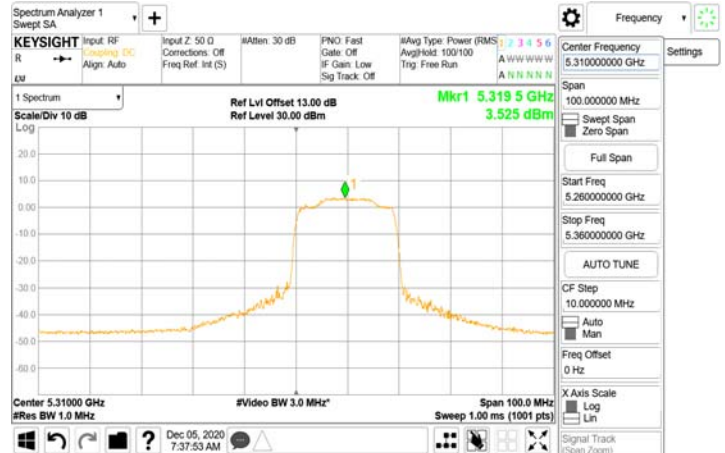 Spectrum Analyzer 1
Swept SA
+
Frequency
KEYSIGHT
R
Input: RF
Coupling: DC
Align: Auto
Input Z: 50 Ω
Corrections: Off
Freq Ref: Int (S)
#Atten: 30 dB
PNO: Fast
Gate: Off
IF Gain: Low
Sig Track: Off
#Avg Type: Power (RMS
Avg|Hold: 100/100
Trig: Free Run
1 2 3 4 5 6
A W W W W W
A N N N N N
1 Spectrum
Scale/Div 10 dB
Ref Lvl Offset 13.00 dB
Ref Level 30.00 dBm
Mkr1 5.319 5 GHz
3.525 dBm
Log
20.0
10.0
0.00
-10.0
-20.0
-30.0
-40.0
-50.0
-60.0
1
Center 5.31000 GHz
#Res BW 1.0 MHz
#Video BW 3.0 MHz*
Span 100.0 MHz
Sweep 1.00 ms (1001 pts)
?
Dec 05, 2020
7:37:53 AM
Center Frequency
5.310000000 GHz
Settings
Span
100.000000 MHz
Swept Span
Zero Span
Full Span
Start Freq
5.260000000 GHz
Stop Freq
5.360000000 GHz
AUTO TUNE
CF Step
10.000000 MHz
Auto
Man
Freq Offset
0 Hz
X Axis Scale
Log
Lin
Signal Track
(Span Zoom)